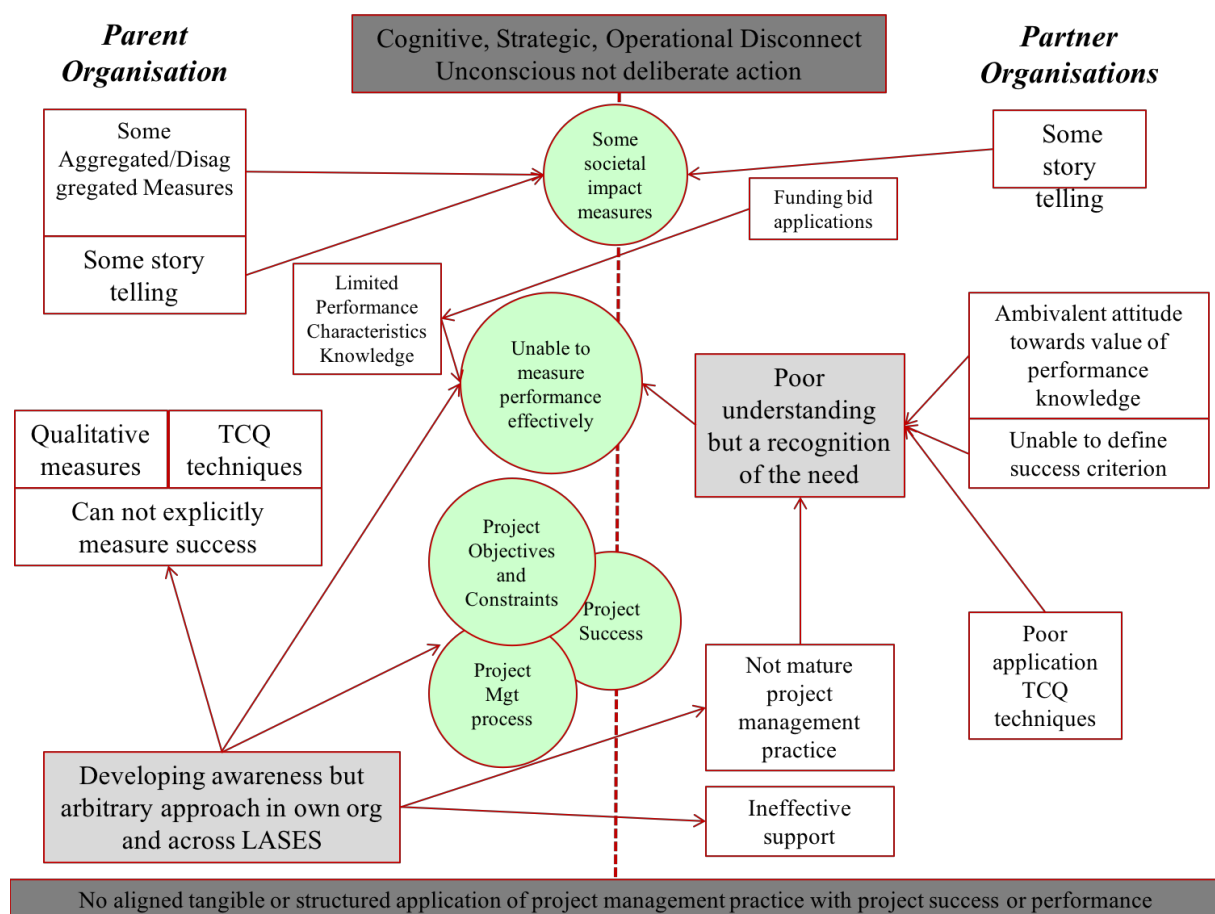 Parent
Organisation
Cognitive, Strategic, Operational Disconnect
Unconscious not deliberate action
Partner
Organisations
Some
Aggregated/Disag
gregated Measures
Some story
telling
Some
societal
impact
measures
Some
story
telling
Funding bid
applications
Limited
Performance
Characteristics
Knowledge
Unable to
measure
performance
effectively
Poor
understanding
but a recognition
of the need
Ambivalent attitude
towards value of
performance
knowledge
Unable to define
success criterion
Qualitative
measures
TCQ
techniques
Can not explicitly
measure success
Project
Objectives
and
Constraints
Project
Success
Project
Mgt
process
Not mature
project
management
practice
Poor
application
TCQ
techniques
Developing awareness but
arbitrary approach in own org
and across LASES
Ineffective
support
No aligned tangible or structured application of project management practice with project success or performance